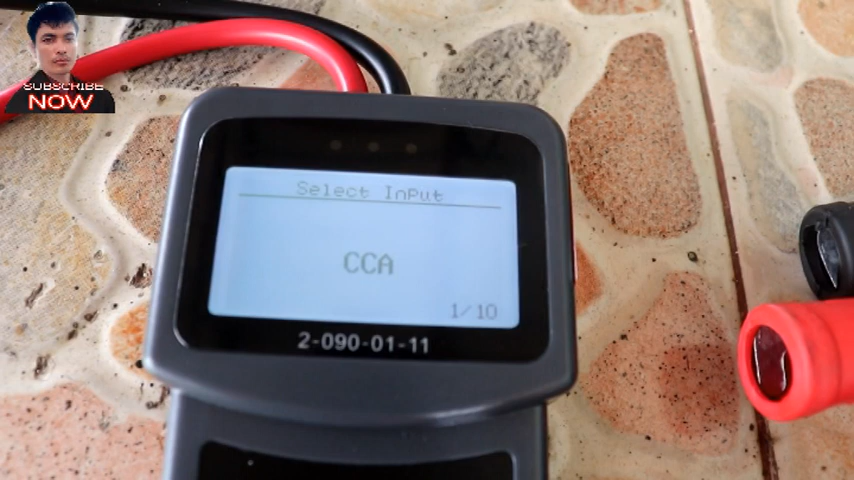 SUBSCRIBE
NOW
Select InPut
CCA
1/10
2-090-01-11